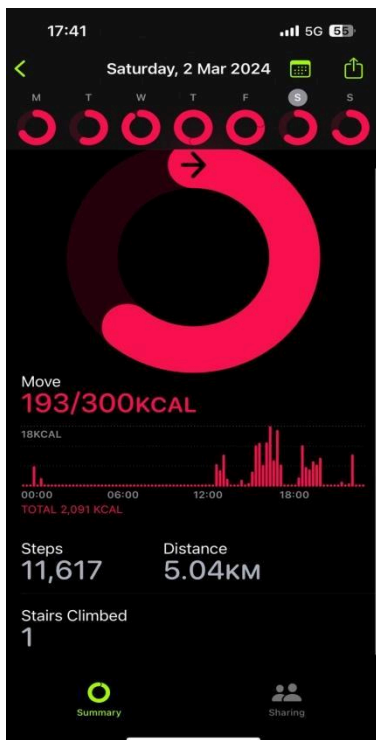 17:41 5G 55
Saturday, 2 Mar 2024
M T W T F S S
Move
193/300KCAL
18KCAL
00:00 06:00 12:00 18:00
TOTAL 2,091 KCAL
Steps Distance
11,617 5.04KM
Stairs Climbed
1
Summary Sharing